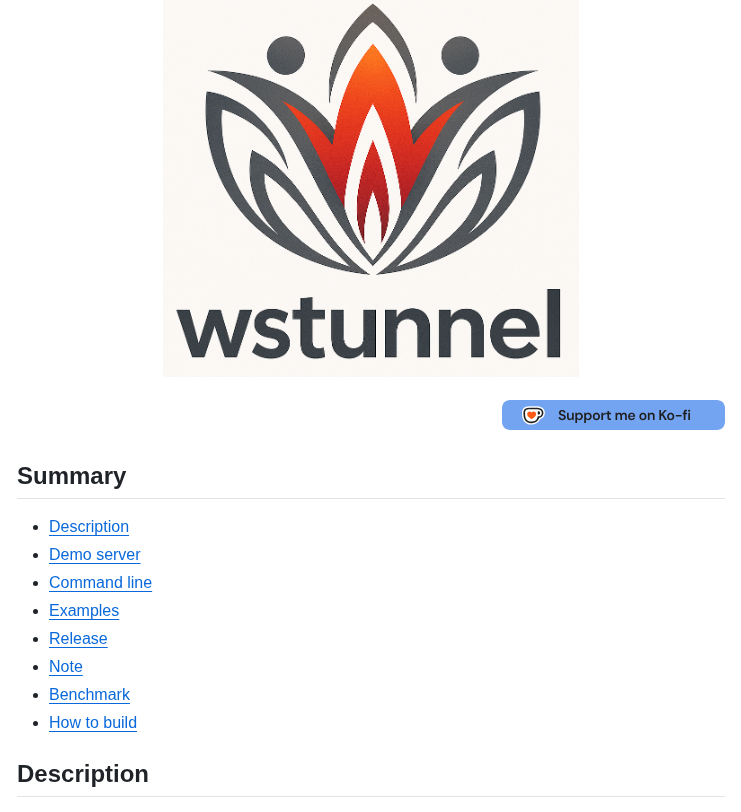 wstunnel
Support me on Ko-fi
Summary
Description
Demo server
Command line
Examples
Release
Note
Benchmark
How to build
Description